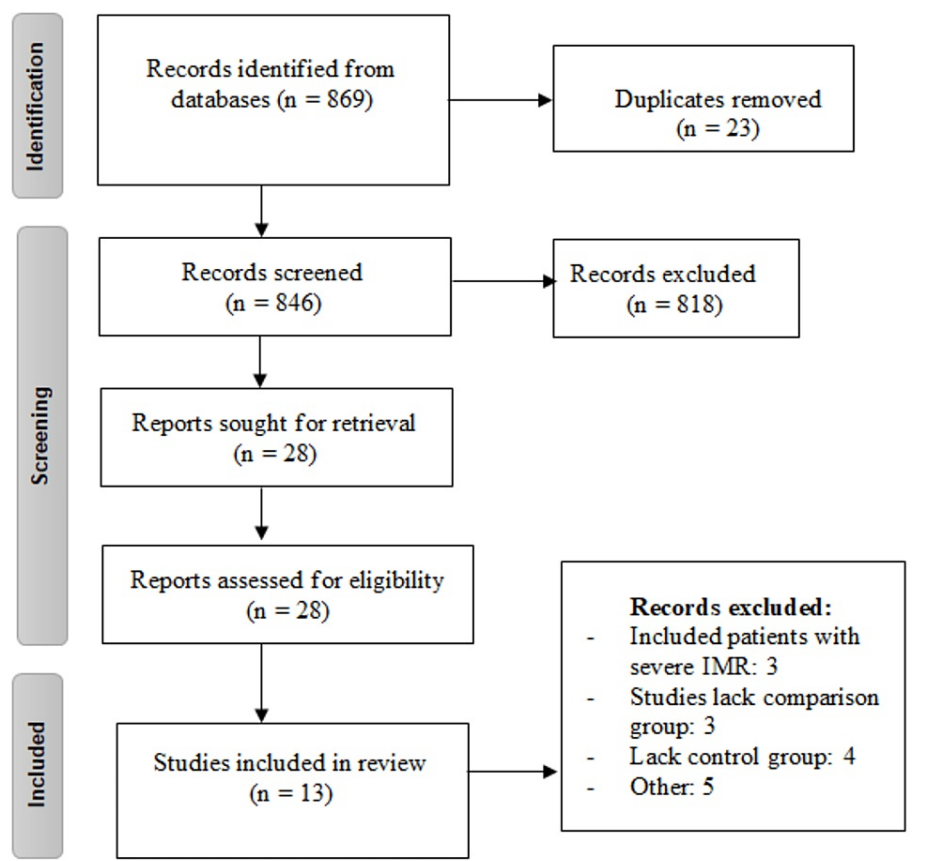 Identification
Records identified from
databases (n = 869)
Duplicates removed
(n = 23)
Screening
Records screened
(n = 846)
Records excluded
(n = 818)
Reports sought for retrieval
(n = 28)
Reports assessed for eligibility
(n = 28)
Included
Studies included in review
(n = 13)
Records excluded:
- Included patients with
severe IMR: 3
- Studies lack comparison
group: 3
- Lack control group: 4
- Other: 5